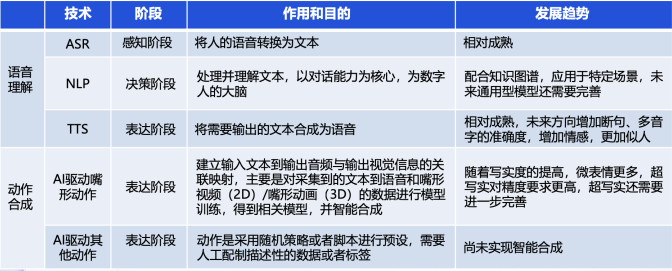 技术 阶段 作用和目的 发展趋势
语音
理解
ASR 感知阶段 将人的语音转换为文本 相对成熟
NLP 决策阶段 处理并理解文本，以对话能力为核心，为数字
人的大脑
配合知识图谱，应用于特定场景，未
来通用型模型还需要完善
TTS 表达阶段 将需要输出的文本合成为语音
相对成熟，未来方向增加断句、多音
字的准确度，增加情感，更加似人
动作
合成
AI驱动嘴
形动作
表达阶段
建立输入文本到输出音频与输出视觉信息的关
联映射，主要是对采集到的文本到语音和嘴形
视频（2D）/嘴形动画（3D）的数据进行模型
训练，得到相关模型，并智能合成
随着写实度的提高，微表情更多，超
写实对精度要求更高，超写实还需要
进一步完善
AI驱动其
他动作
表达阶段
动作是采用随机策略或者脚本进行预设，需要
人工配制描述性的数据或者标签
尚未实现智能合成